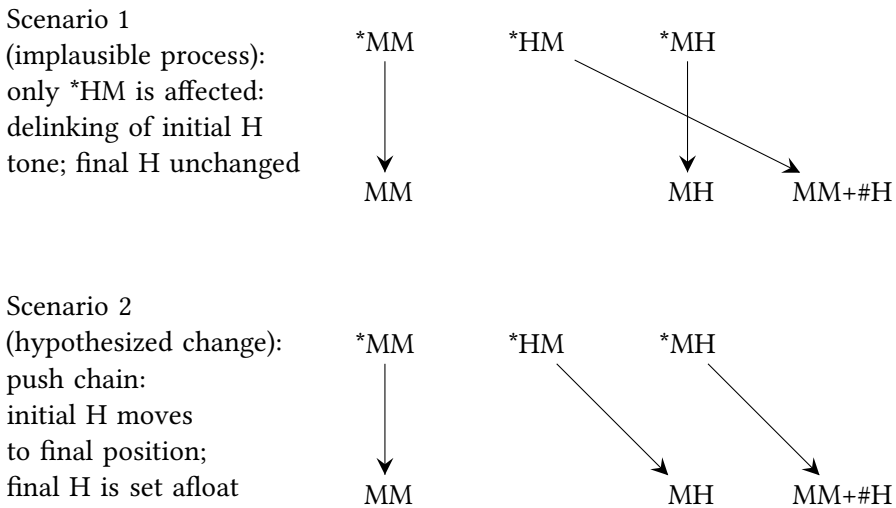 Scenario 1
(implausible process):
only *HM is affected:
delinking of initial H
tone; final H unchanged
*MM *HM *MH
MM MH MM+#H
Scenario 2
(hypothesized change):
push chain:
initial H moves
to final position;
final H is set afloat
*MM *HM *MH
MM MH MM+#H